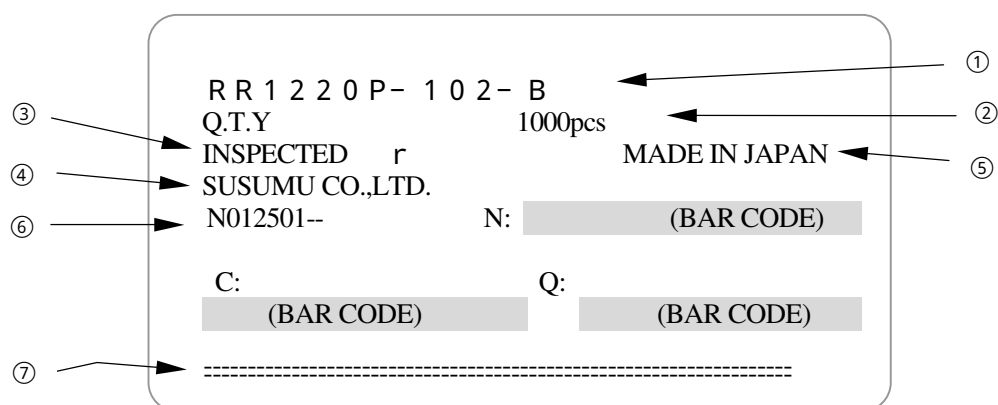 RR1220P-102-B ①
Q.T.Y 1000pcs ②
③ INSPECTED r MADE IN JAPAN ⑤
④ SUSUMU CO.,LTD.
⑥ N012501-- N: (BAR CODE)
C: Q:
(BAR CODE) (BAR CODE)
⑦ ==================================================================